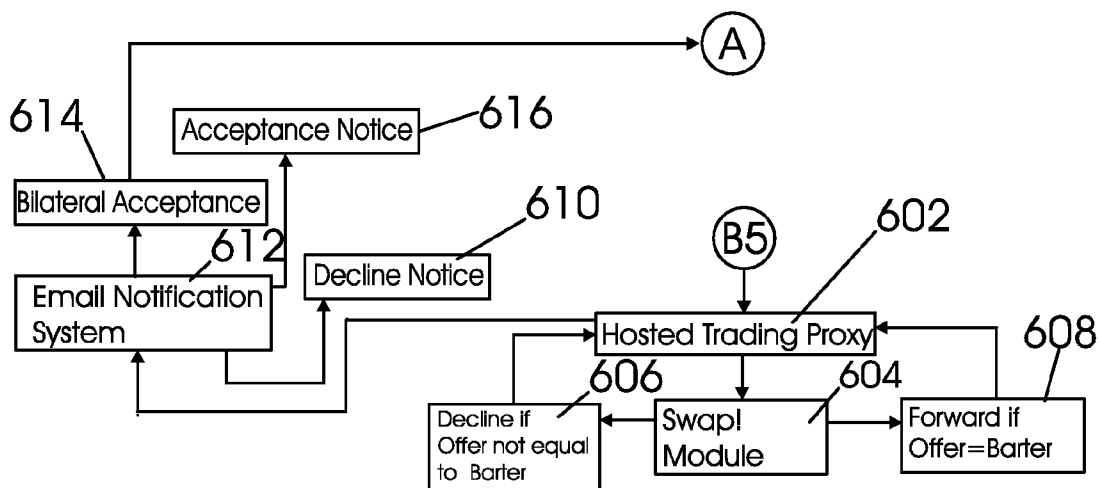 A
614
Acceptance Notice
616
Bilateral Acceptance
610
602
612
B5
Decline Notice
Email Notification
System
Hosted Trading Proxy
608
606
604
Decline if
Offer not equal
to Barter
Swap!
Module
Forward if
Offer=Barter